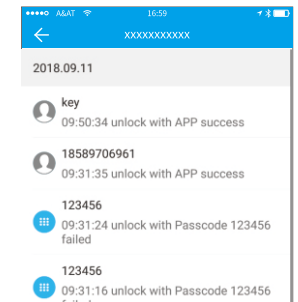 A&AT 16:59
xxxxxxxxxxx
2018.09.11
key
09:50:34 unlock with APP success
18589706961
09:31:35 unlock with APP success
123456
09:31:24 unlock with Passcode 123456
failed
123456
09:31:16 unlock with Passcode 123456